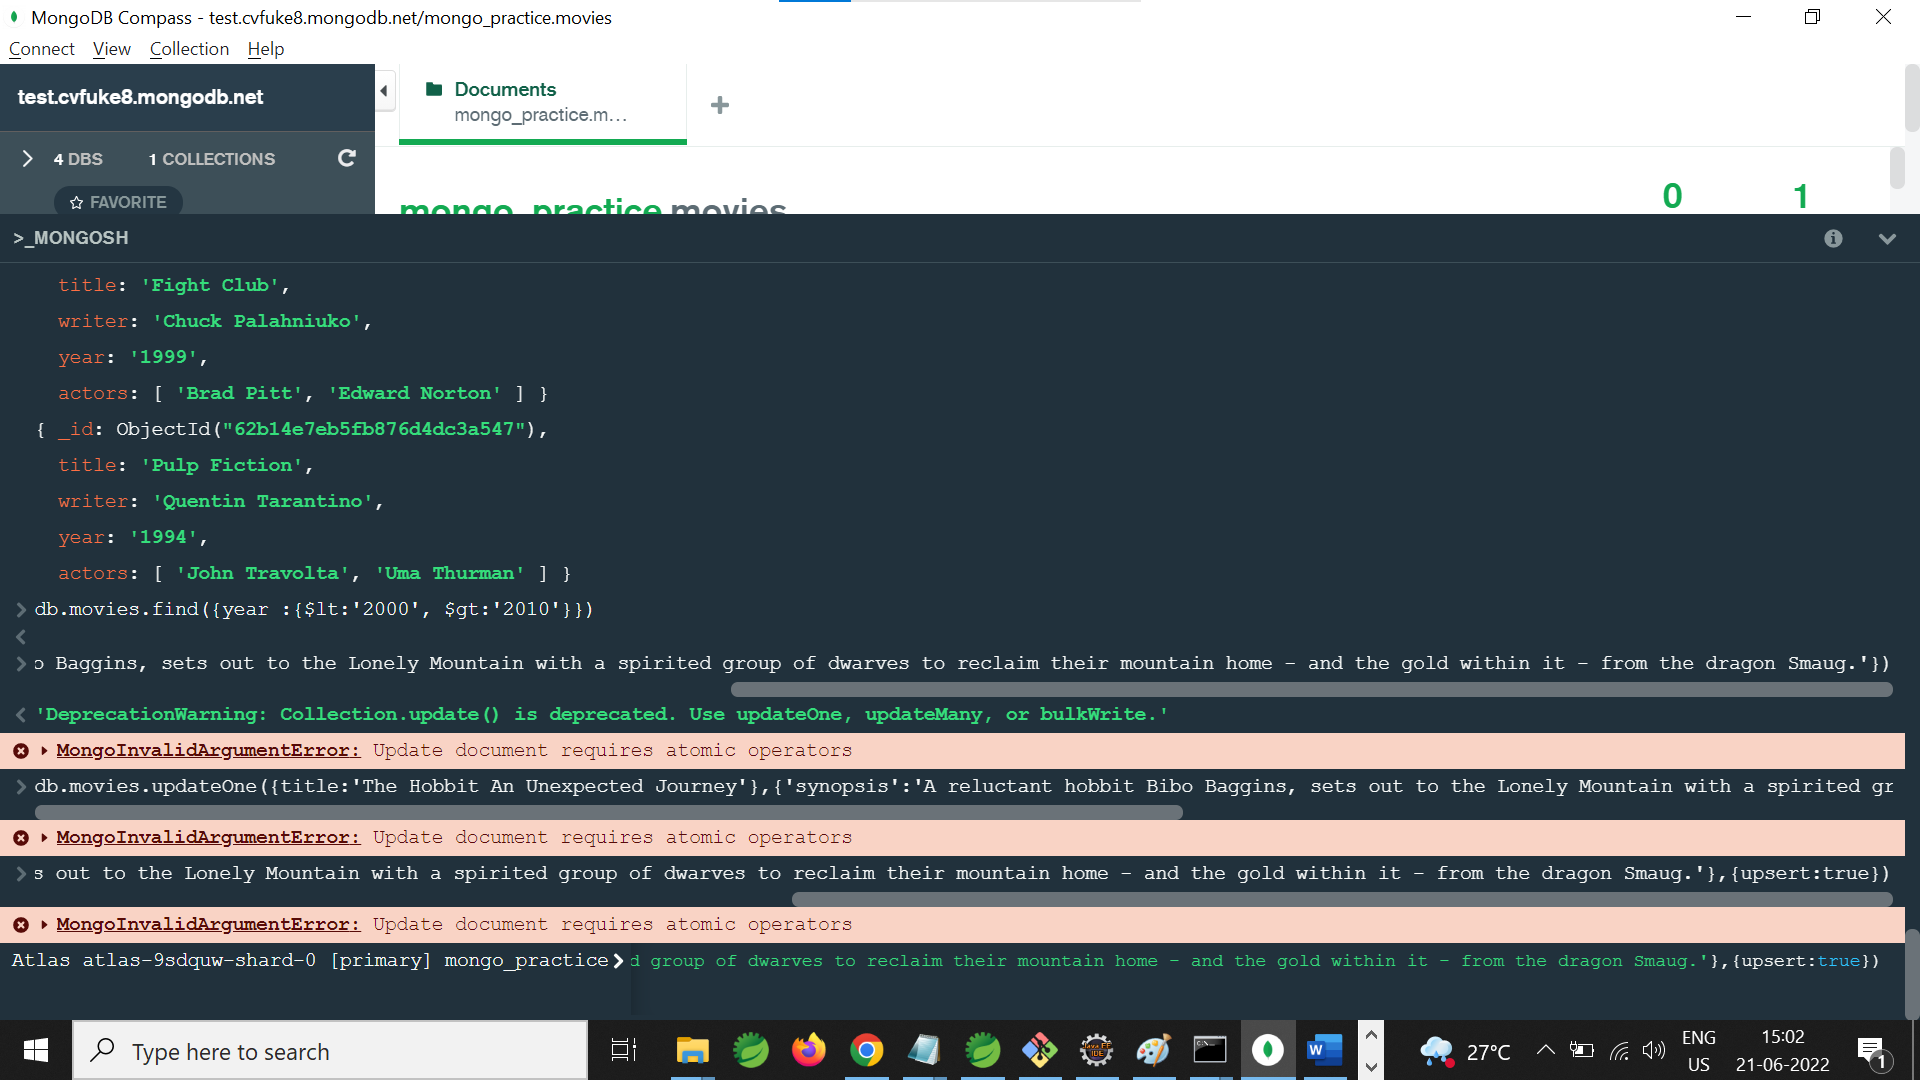 MongoDB Compass - test.cvfuke8.mongodb.net/mongo_practice.movies
Connect View Collection Help
test.cvfuke8.mongodb.net
Documents
mongo_practice.m...
4 DBS 1 COLLECTIONS
FAVORITE
mongo_practice.movies
0 1
>_MONGOSH
title: 'Fight Club',
writer: 'Chuck Palahniuko',
year: '1999',
actors: [ 'Brad Pitt', 'Edward Norton' ] }
{ _id: ObjectId("62b14e7eb5fb876d4dc3a547"),
title: 'Pulp Fiction',
writer: 'Quentin Tarantino',
year: '1994',
actors: [ 'John Travolta', 'Uma Thurman' ] }
db.movies.find({year :{$lt:'2000', $gt:'2010'}})
o Baggins, sets out to the Lonely Mountain with a spirited group of dwarves to reclaim their mountain home - and the gold within it - from the dragon Smaug.'})
'DeprecationWarning: Collection.update() is deprecated. Use updateOne, updateMany, or bulkWrite.'
MongoInvalidArgumentError: Update document requires atomic operators
db.movies.updateOne({title:'The Hobbit An Unexpected Journey'},{'synopsis':'A reluctant hobbit Bibo Baggins, sets out to the Lonely Mountain with a spirited gr
MongoInvalidArgumentError: Update document requires atomic operators
s out to the Lonely Mountain with a spirited group of dwarves to reclaim their mountain home - and the gold within it - from the dragon Smaug.'},{upsert:true})
MongoInvalidArgumentError: Update document requires atomic operators
Atlas atlas-9sdquw-shard-0 [primary] mongo_practice> d group of dwarves to reclaim their mountain home - and the gold within it - from the dragon Smaug.'},{upsert:true})
Type here to search
27°C
ENG
US
15:02
21-06-2022
1